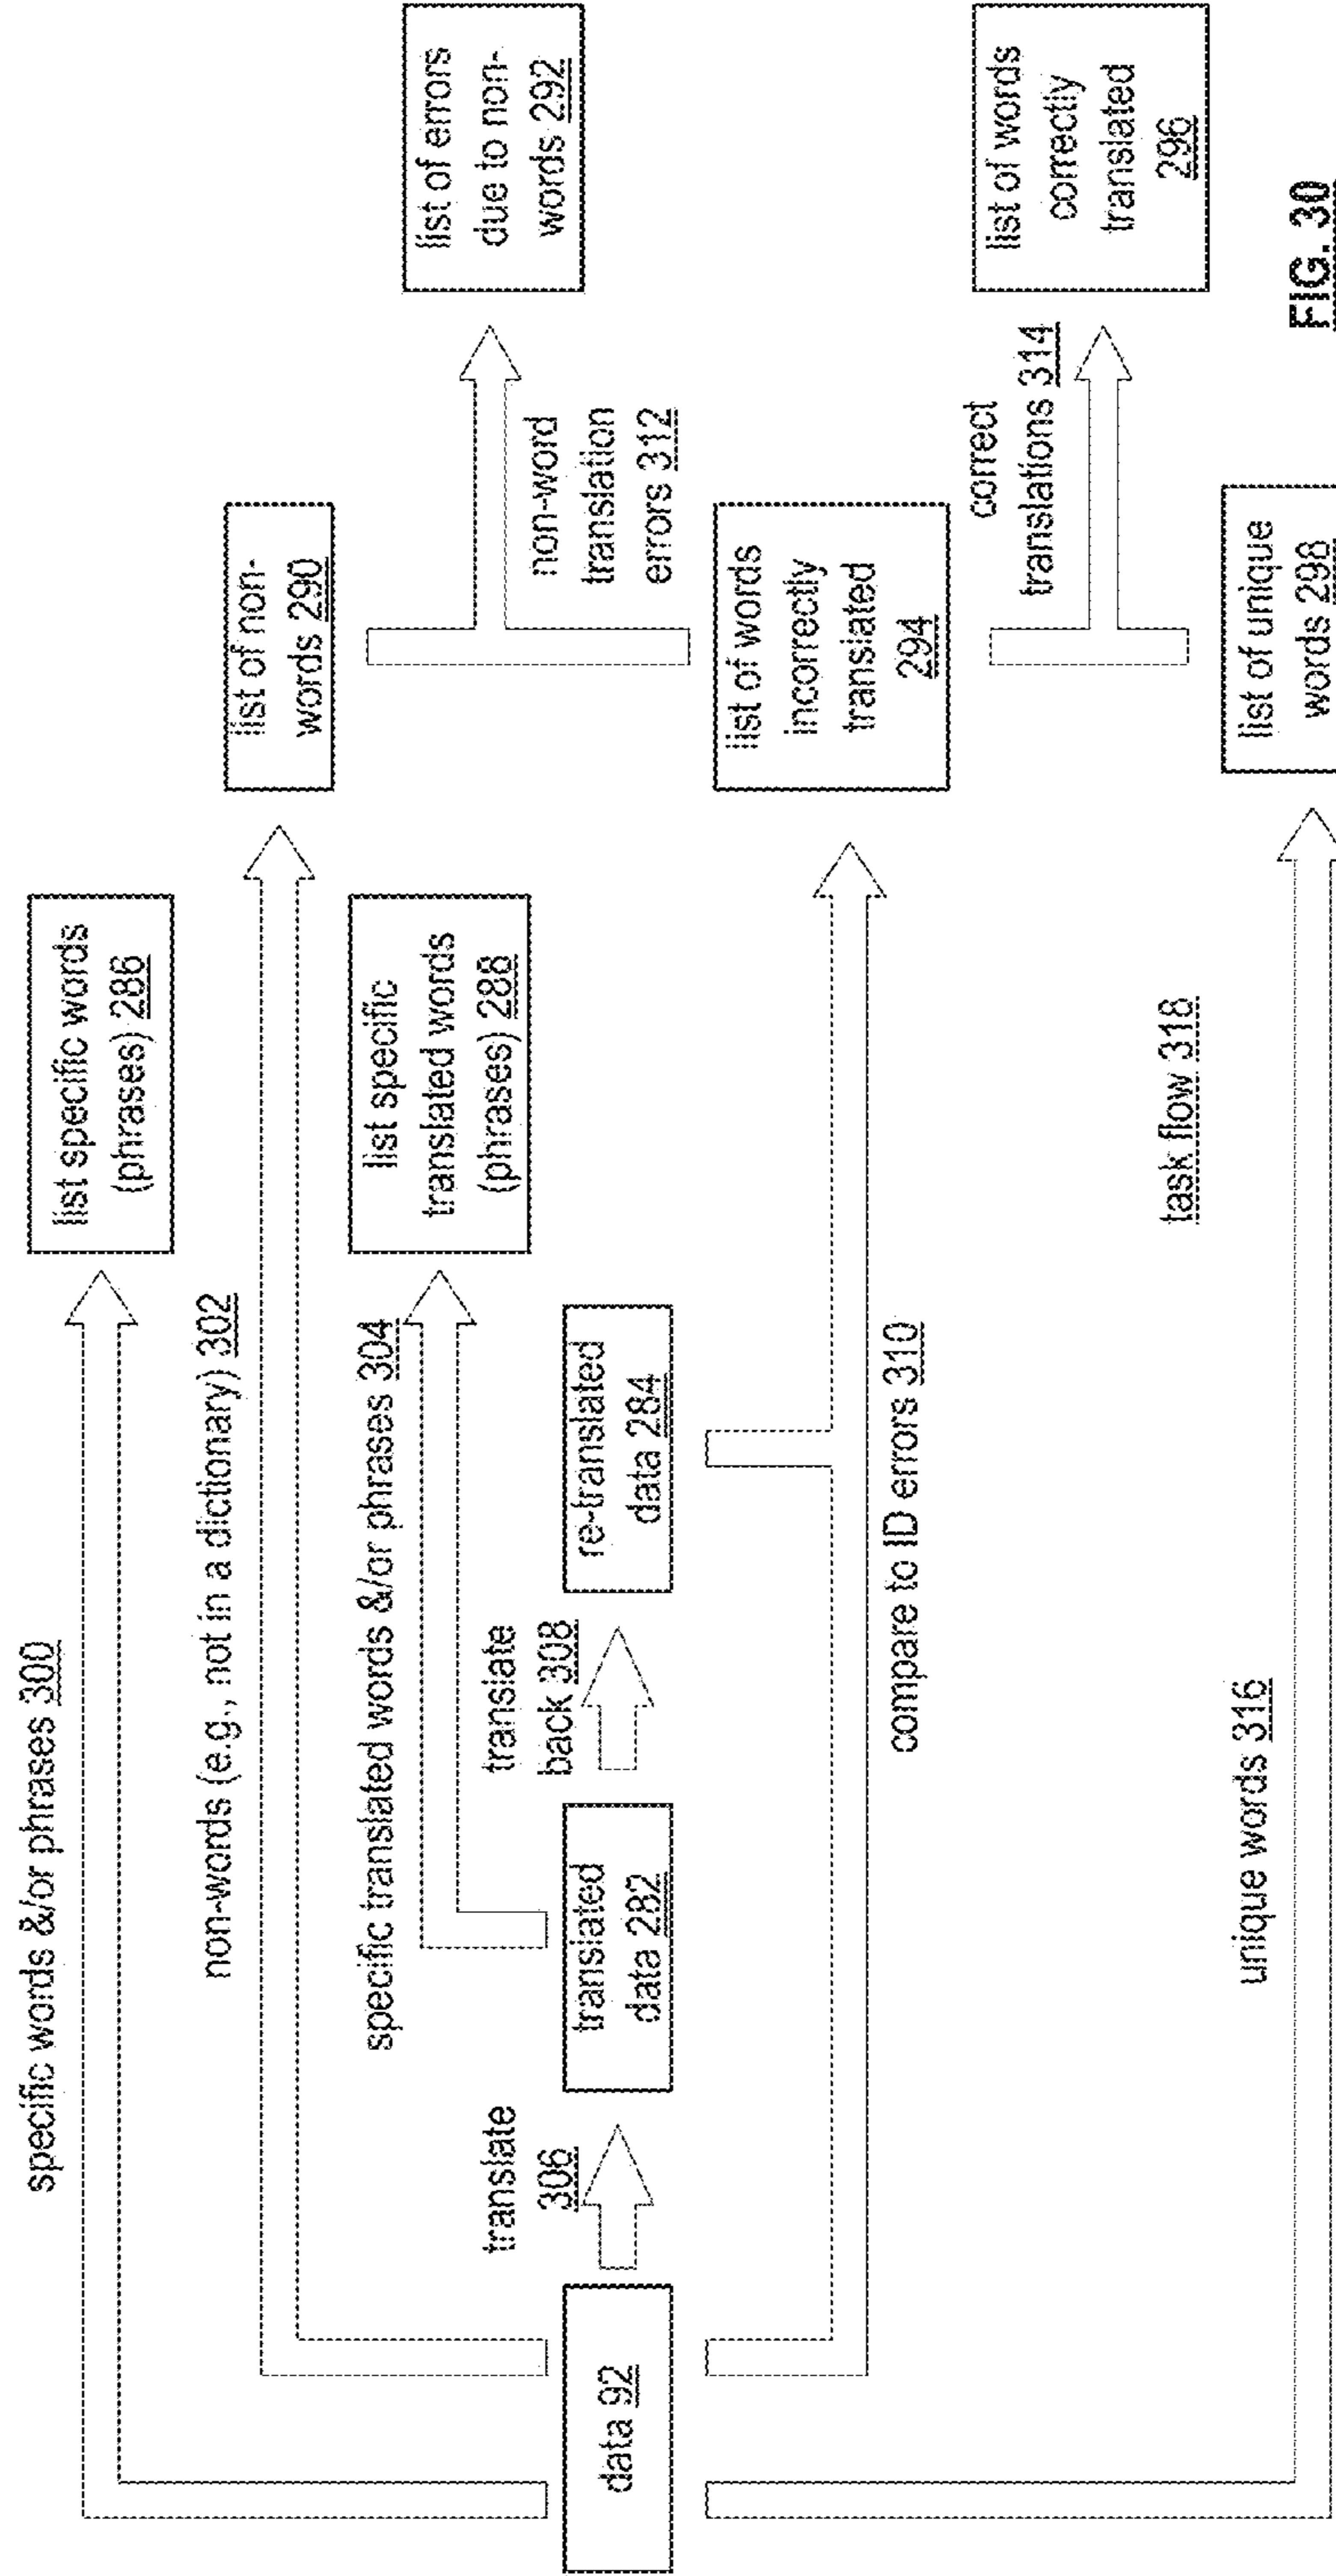 specific words &/or phrases 300
list specific words
(phrases) 286
non-words (e.g., not in a dictionary) 302
list of non-
words 290
list of errors
due to non-
words 292
specific translated words &/or phrases 304
list specific
translated words
(phrases) 288
non-word
translation
errors 312
translate
306
translate
back 308
data 92
translated
data 282
re-translated
data 284
list of words
incorrectly
translated
294
compare to ID errors 310
correct
translations 314
list of words
correctly
translated
296
task flow 318
unique words 316
list of unique
words 298
FIG. 30